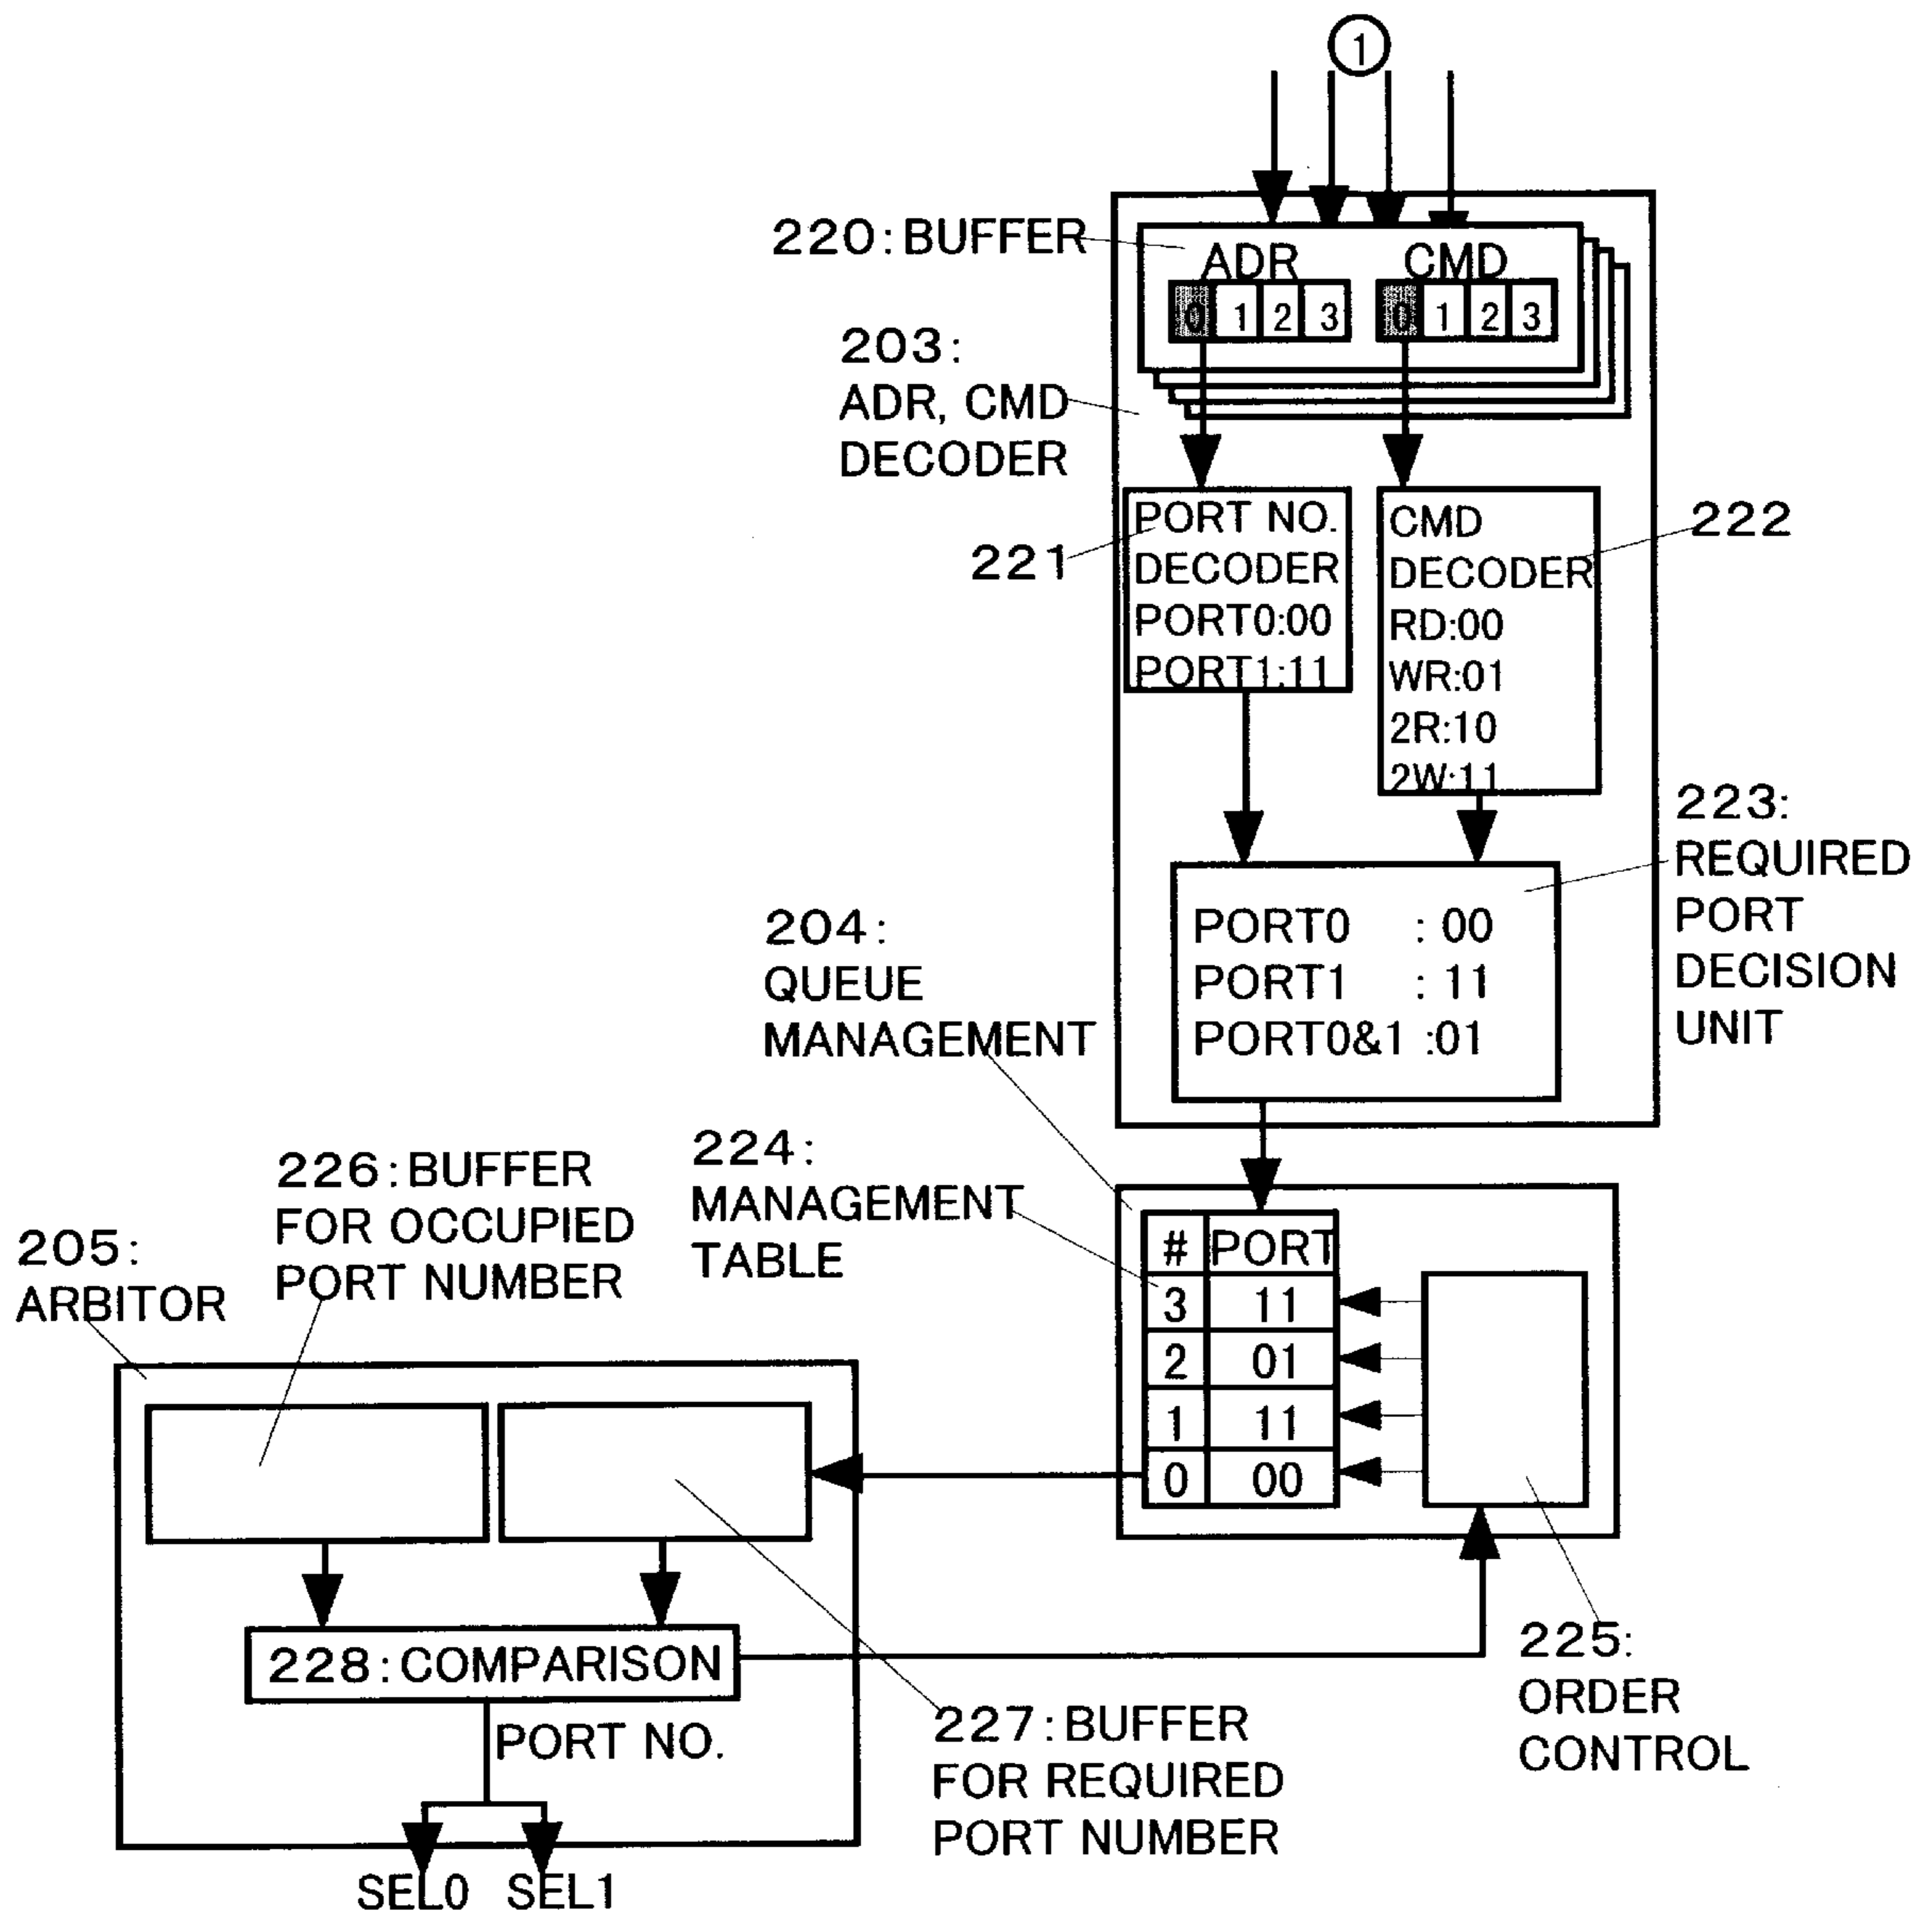 1
220:BUFFER
ADR CMD
0 1 2 3 0 1 2 3
203:
ADR, CMD
DECODER
PORT NO.
DECODER
PORT0:00
PORT1:11
221
CMD
DECODER
RD:00
WR:01
2R:10
2W:11
222
223:
REQUIRED
PORT
DECISION
UNIT
PORT0 : 00
PORT1 : 11
PORT0&1 :01
204:
QUEUE
MANAGEMENT
224:
MANAGEMENT
TABLE
# PORT
3 11
2 01
1 11
0 00
226:BUFFER
FOR OCCUPIED
PORT NUMBER
205:
ARBITOR
228:COMPARISON
PORT NO.
SEL0 SEL1
227:BUFFER
FOR REQUIRED
PORT NUMBER
225:
ORDER
CONTROL